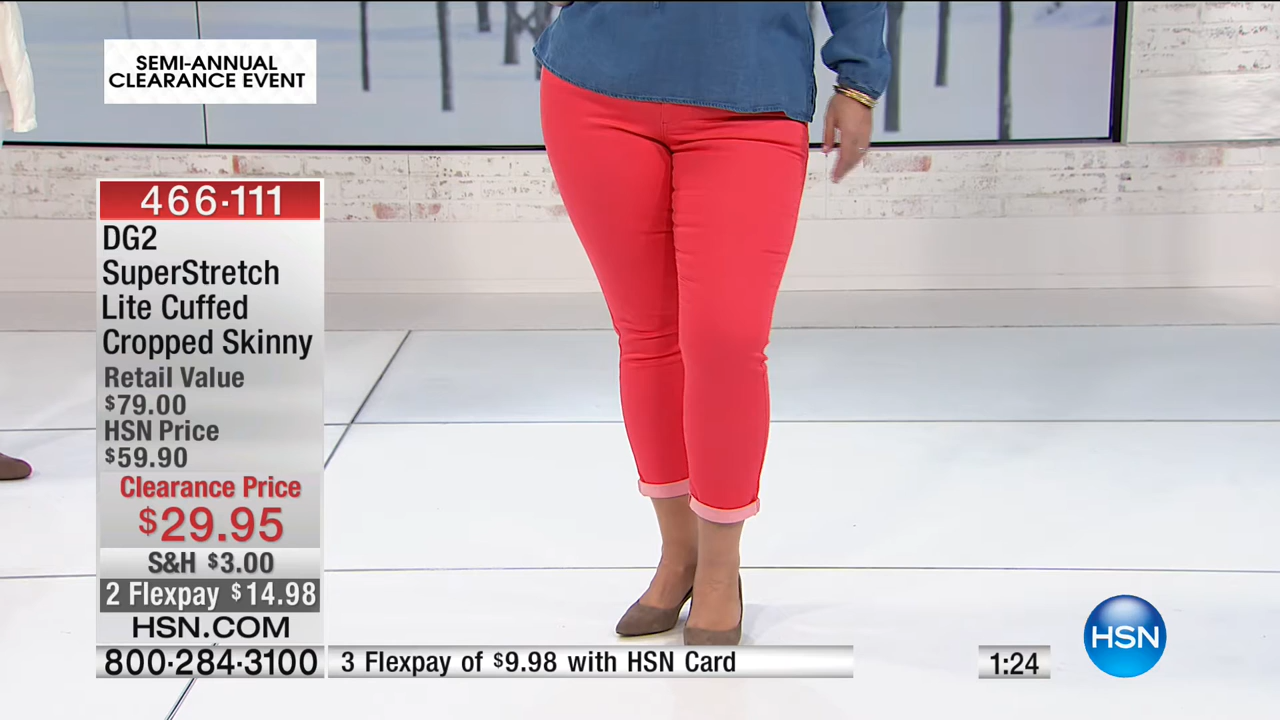 SEMI-ANNUAL
CLEARANCE EVENT
466·111
DG2
SuperStretch
Lite Cuffed
Cropped Skinny
Retail Value
$79.00
HSN Price
$59.90
Clearance Price
$29.95
S&H $3.00
2 Flexpay $14.98
HSN.COM
800·284·3100
3 Flexpay of $9.98 with HSN Card
1:24
HSN